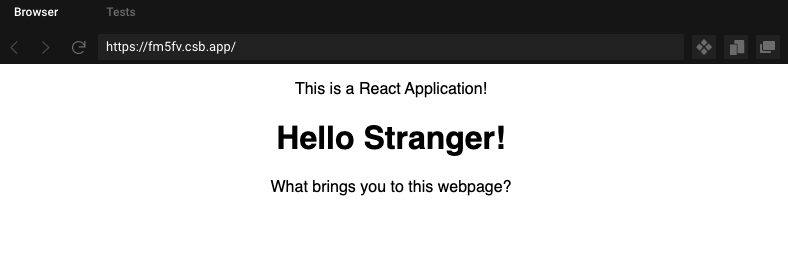 Browser Tests
https://fm5fv.csb.app/
This is a React Application!
Hello Stranger!
What brings you to this webpage?